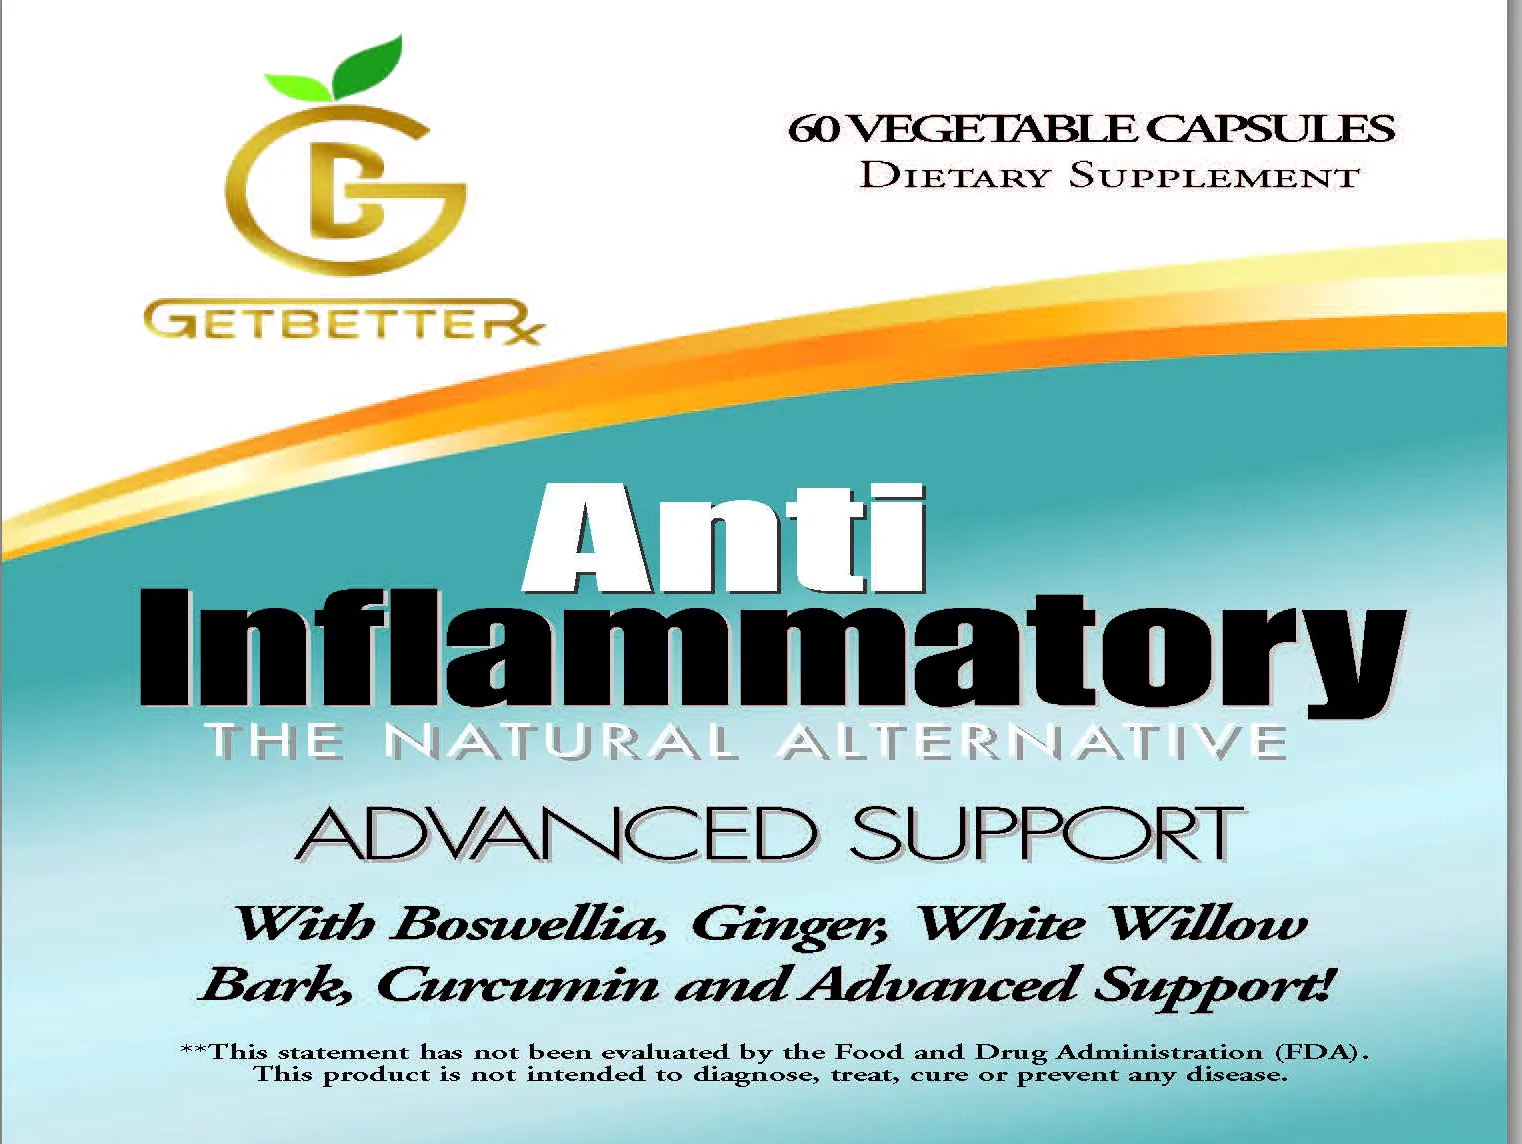 60 VEGETABLE CAPSULES
DIETARY SUPPLEMENT
GB
GETBETTERx
Anti
Inflammatory
THE NATURAL ALTERNATIVE
ADVANCED SUPPORT
With Boswellia, Ginger, White Willow
Bark, Curcumin and Advanced Support!
**This statement has not been evaluated by the Food and Drug Administration (FDA).
This product is not intended to diagnose, treat, cure or prevent any disease.